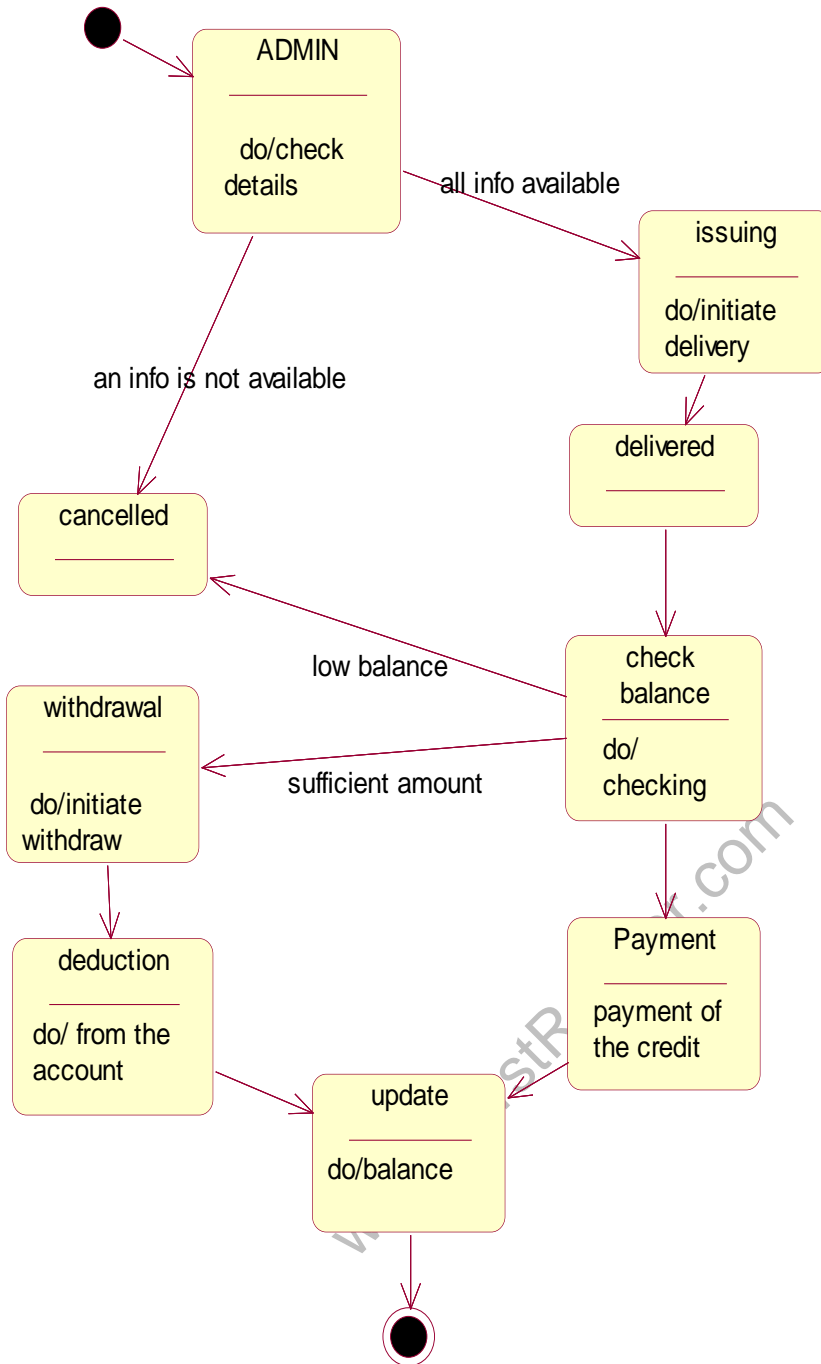 ADMIN
do/check
details
all info available
issuing
do/initiate
delivery
an info is not available
delivered
cancelled
check
balance
do/
checking
low balance
withdrawal
do/initiate
withdraw
sufficient amount
deduction
do/ from the
account
Payment
payment of
the credit
update
do/balance